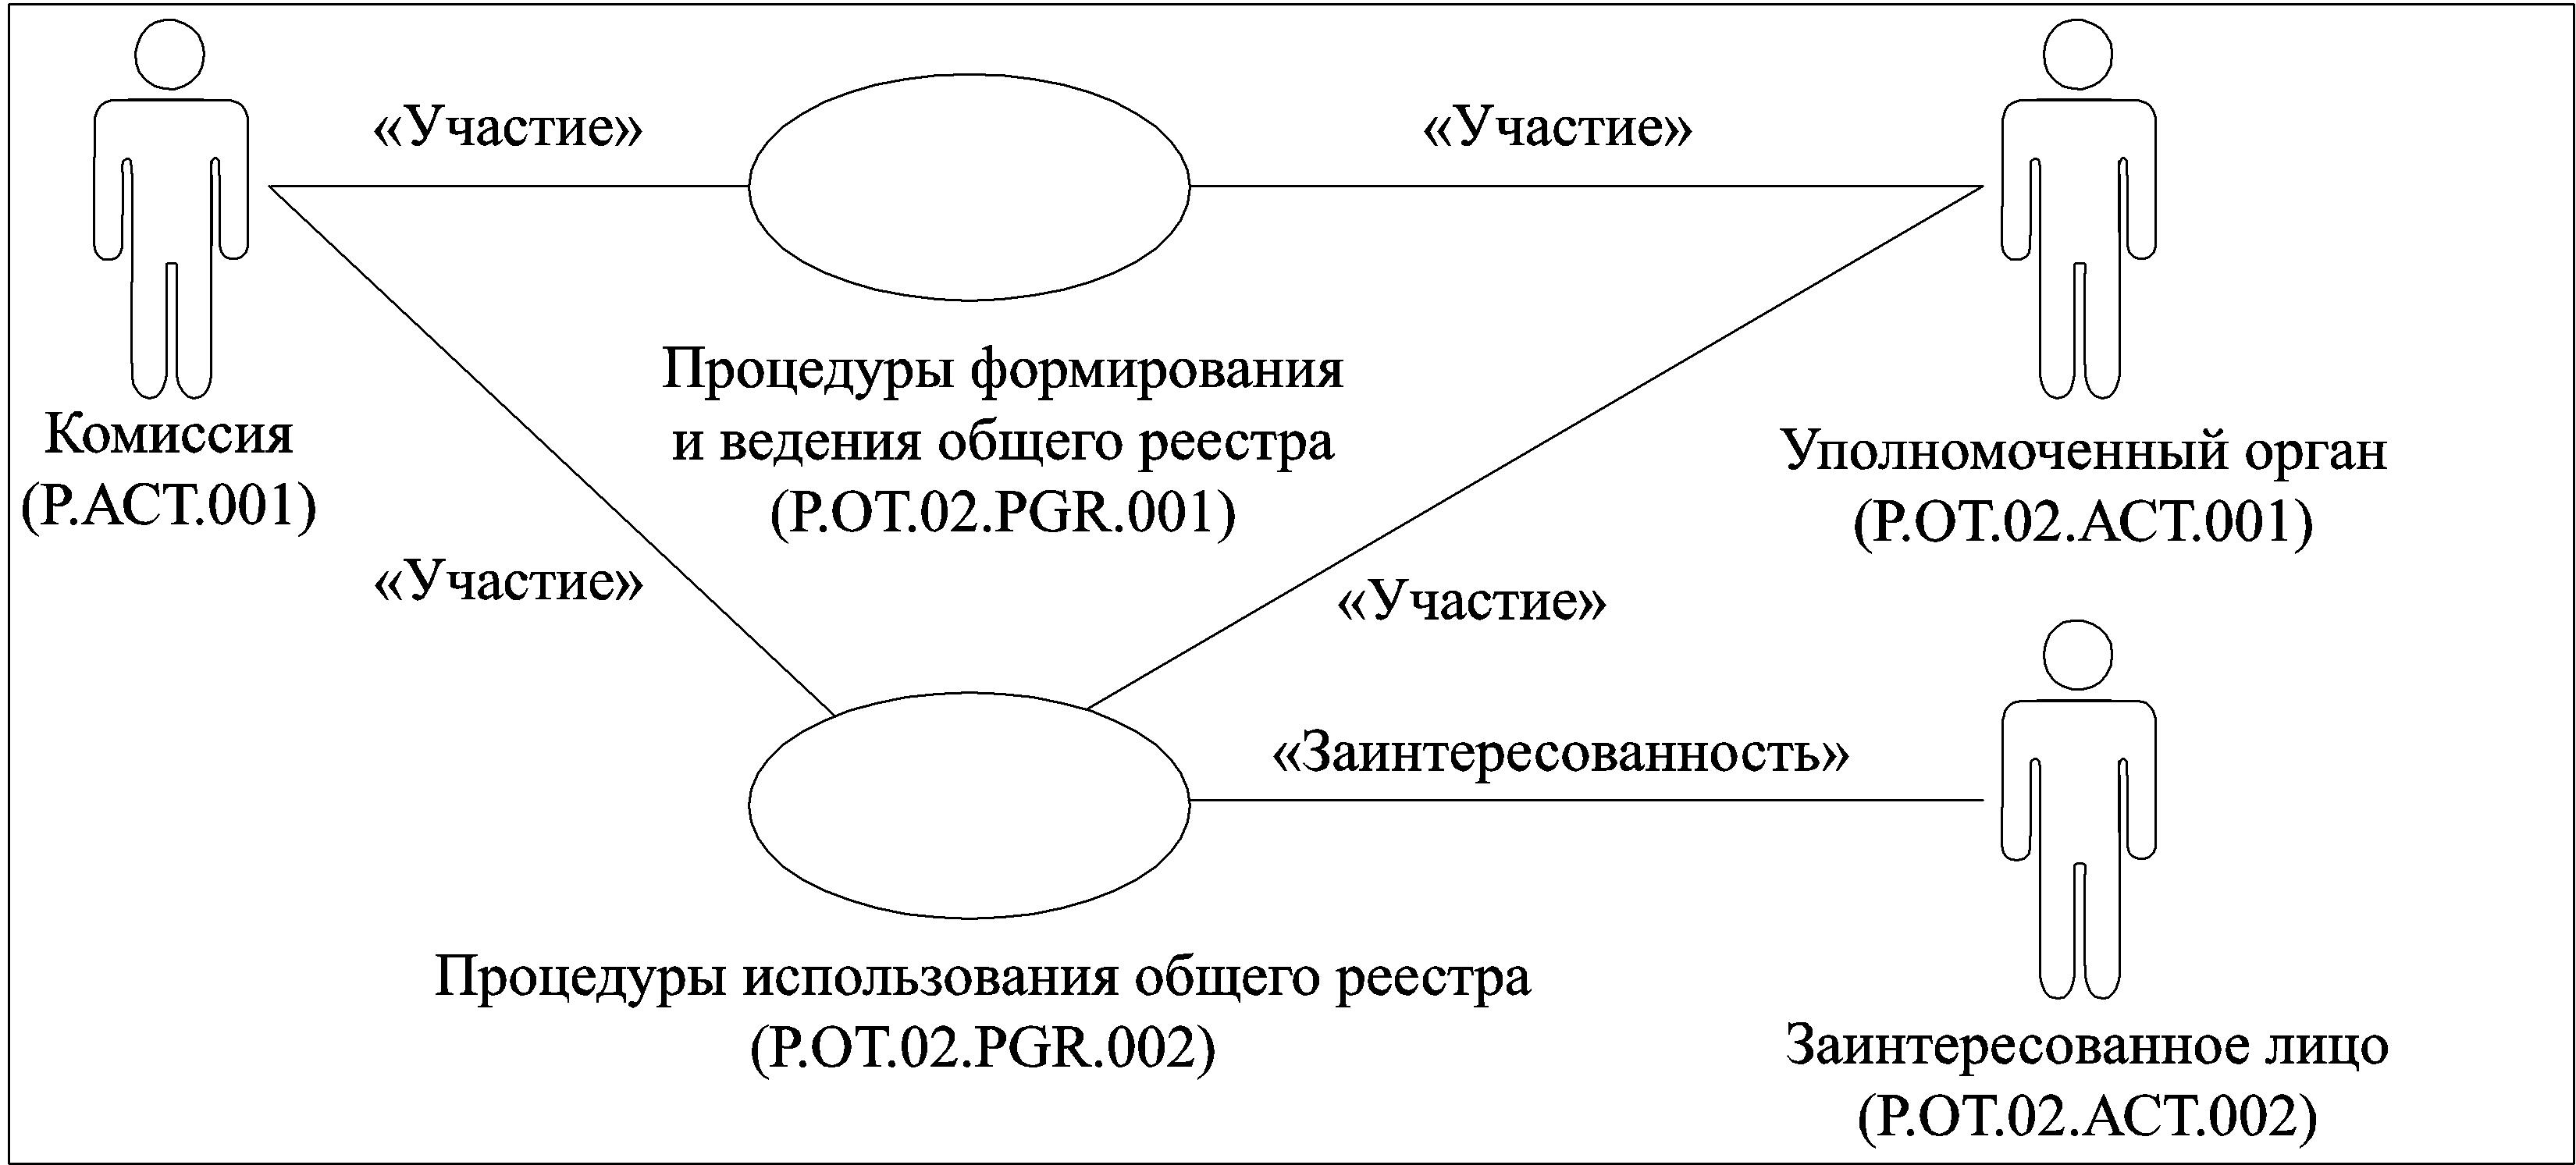 «Участие»
«Участие»
Процедуры формирования
и ведения общего реестра
(P.OT.02.PGR.001)
Комиссия
(P.ACT.001)
Уполномоченный орган
(P.OT.02.ACT.001)
«Участие»
«Участие»
«Заинтересованность»
Процедуры использования общего реестра
(P.OT.02.PGR.002)
Заинтересованное лицо
(P.OT.02.ACT.002)